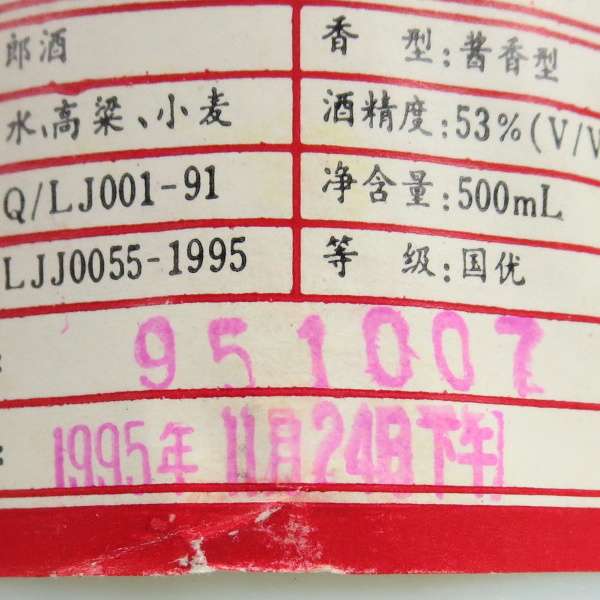 郎酒 香 型:酱香型
水、高粱、小麦 酒精度:53%(V/V
Q/LJ001-91 净含量:500mL
LJJ0055-1995 等 级:国优
: 951007
: 1995年 11月24日下午